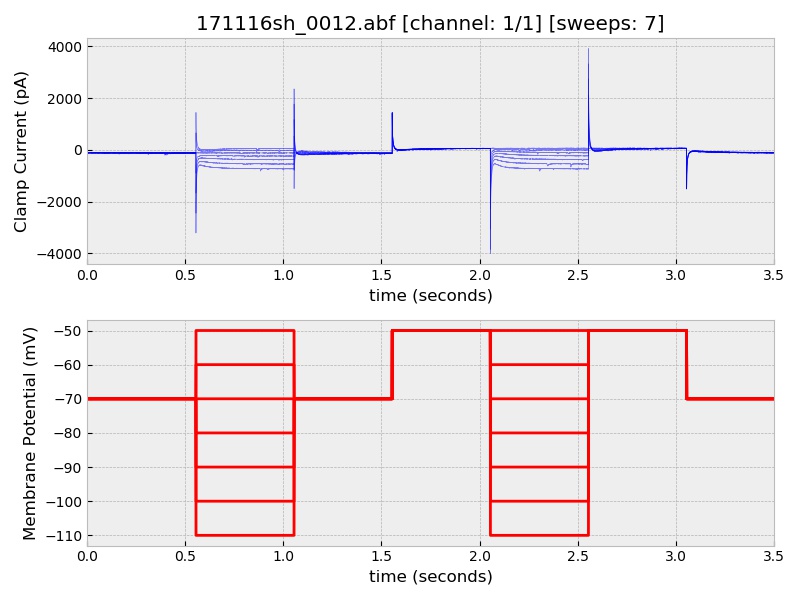 171116sh_0012.abf [channel: 1/1] [sweeps: 7]
Clamp Current (pA)
4000
2000
0
−2000
−4000
0.0 0.5 1.0 1.5 2.0 2.5 3.0 3.5
time (seconds)
Membrane Potential (mV)
−50
−60
−70
−80
−90
−100
−110
0.0 0.5 1.0 1.5 2.0 2.5 3.0 3.5
time (seconds)